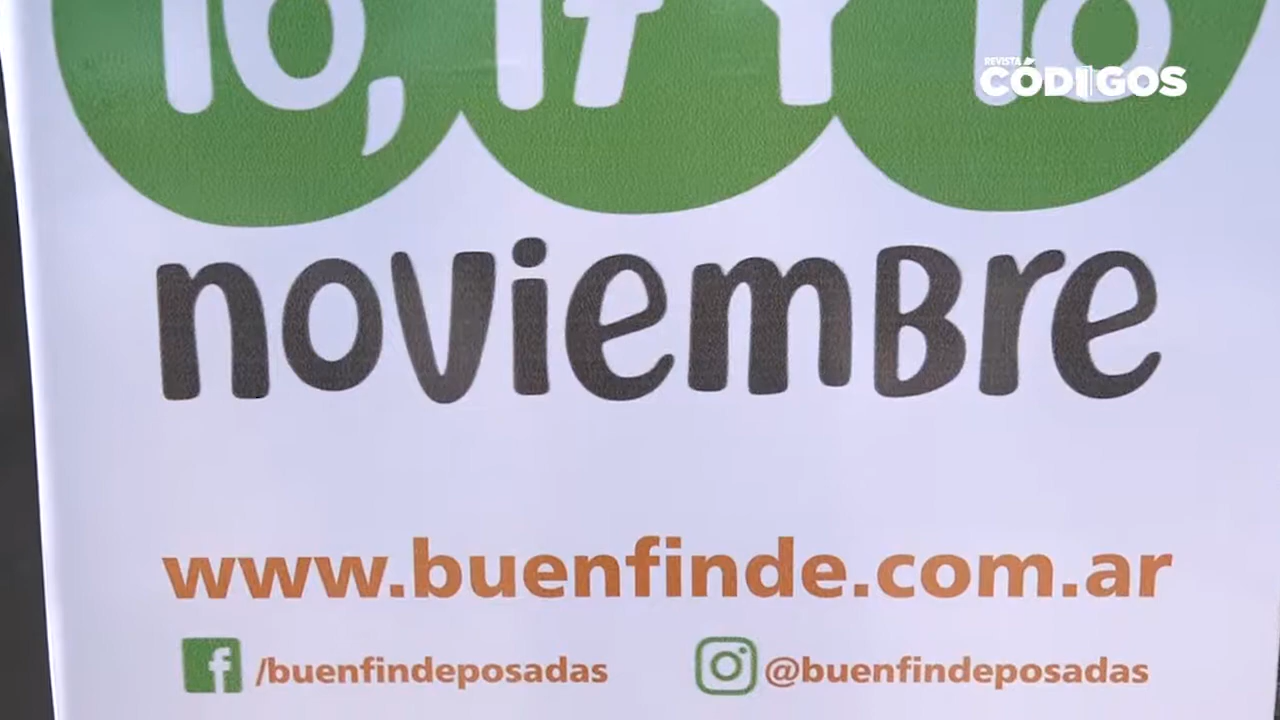 REVISTA
CÓDIGOS
noviembre
www.buenfinde.com.ar
/buenfindeposadas
@buenfindeposadas